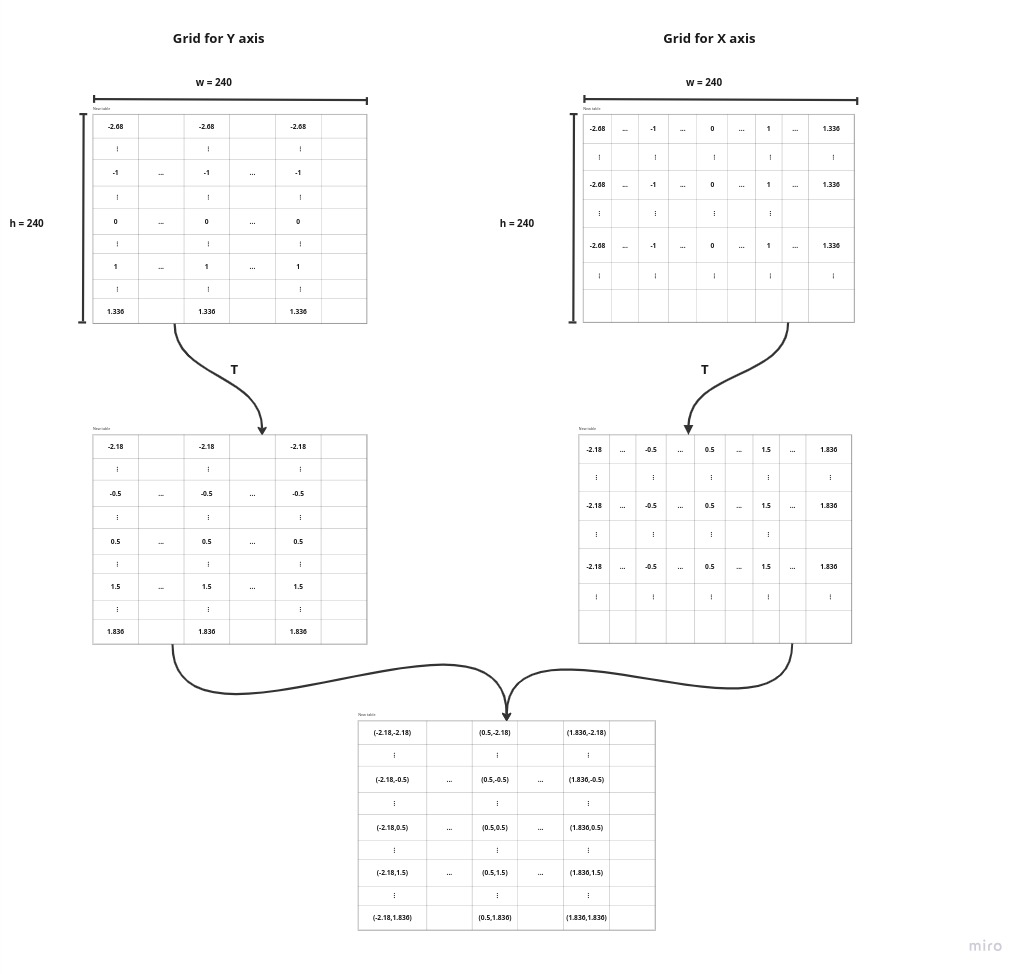 Grid for Y axis
Grid for X axis
w = 240
w = 240
New table
New table
h = 240
h = 240
-2.68 -2.68 -2.68
⋮ ⋮ ⋮
-1 ... -1 ... -1
⋮ ⋮ ⋮
0 ... 0 ... 0
⋮ ⋮ ⋮
1 ... 1 ... 1
⋮ ⋮ ⋮
1.336 1.336 1.336
-2.68 ... -1 ... 0 ... 1 ... 1.336
⋮ ⋮ ⋮ ⋮ ⋮
-2.68 ... -1 ... 0 ... 1 ... 1.336
⋮ ⋮ ⋮ ⋮
-2.68 ... -1 ... 0 ... 1 ... 1.336
⋮ ⋮ ⋮ ⋮ ⋮
T
T
New table
New table
-2.18 -2.18 -2.18
⋮ ⋮ ⋮
-0.5 ... -0.5 ... -0.5
⋮ ⋮ ⋮
0.5 ... 0.5 ... 0.5
⋮ ⋮ ⋮
1.5 ... 1.5 ... 1.5
⋮ ⋮ ⋮
1.836 1.836 1.836
-2.18 ... -0.5 ... 0.5 ... 1.5 ... 1.836
⋮ ⋮ ⋮ ⋮ ⋮
-2.18 ... -0.5 ... 0.5 ... 1.5 ... 1.836
⋮ ⋮ ⋮ ⋮
-2.18 ... -0.5 ... 0.5 ... 1.5 ... 1.836
⋮ ⋮ ⋮ ⋮ ⋮
New table
(-2.18,-2.18) (0.5,-2.18) (1.836,-2.18)
⋮ ⋮ ⋮
(-2.18,-0.5) ... (0.5,-0.5) ... (1.836,-0.5)
⋮ ⋮ ⋮
(-2.18,0.5) ... (0.5,0.5) ... (1.836,0.5)
⋮ ⋮ ⋮
(-2.18,1.5) ... (0.5,1.5) ... (1.836,1.5)
⋮ ⋮ ⋮
(-2.18,1.836) (0.5,1.836) (1.836,1.836)
miro